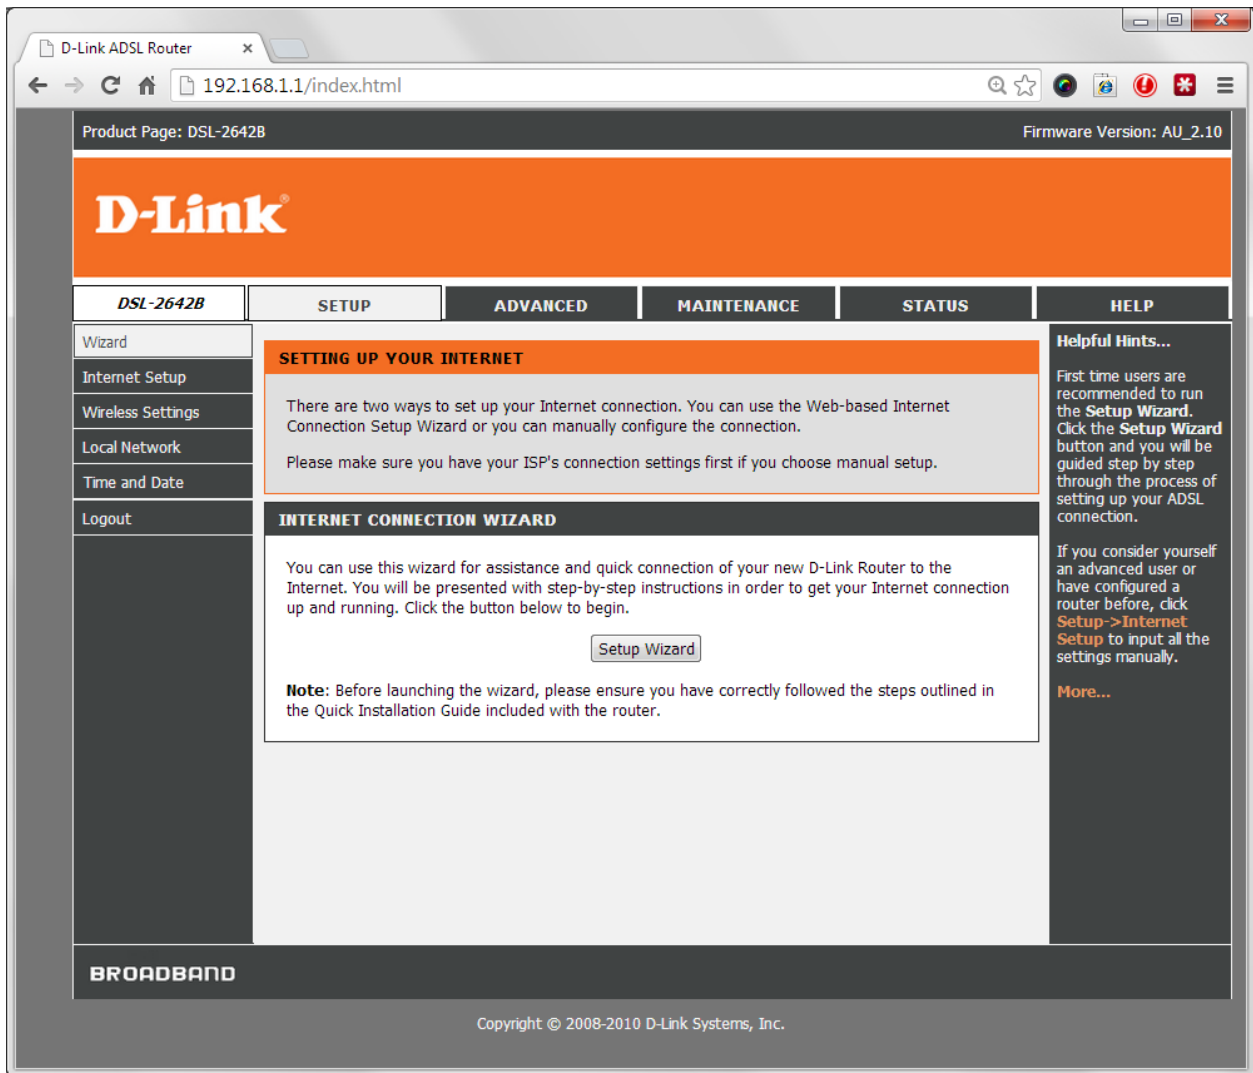 D-Link ADSL Router
192.168.1.1/index.html
Product Page: DSL-2642B
Firmware Version: AU_2.10
D-Link®
DSL-2642B
SETUP
ADVANCED
MAINTENANCE
STATUS
HELP
Wizard
Internet Setup
Wireless Settings
Local Network
Time and Date
Logout
SETTING UP YOUR INTERNET
There are two ways to set up your Internet connection. You can use the Web-based Internet
Connection Setup Wizard or you can manually configure the connection.
Please make sure you have your ISP's connection settings first if you choose manual setup.
INTERNET CONNECTION WIZARD
You can use this wizard for assistance and quick connection of your new D-Link Router to the
Internet. You will be presented with step-by-step instructions in order to get your Internet connection
up and running. Click the button below to begin.
Setup Wizard
Note: Before launching the wizard, please ensure you have correctly followed the steps outlined in
the Quick Installation Guide included with the router.
Helpful Hints...
First time users are
recommended to run
the Setup Wizard.
Click the Setup Wizard
button and you will be
guided step by step
through the process of
setting up your ADSL
connection.
If you consider yourself
an advanced user or
have configured a
router before, click
Setup->Internet
Setup to input all the
settings manually.
More...
BROADBAND
Copyright © 2008-2010 D-Link Systems, Inc.